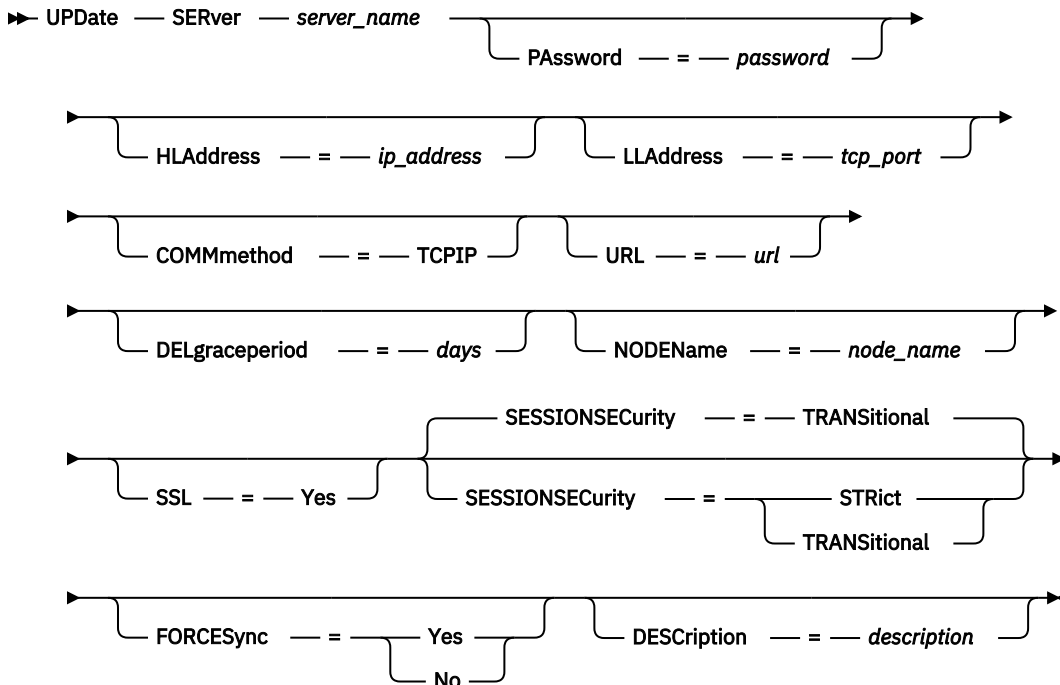 UPDate SERver server_name
PAssword = password
HLAddress = ip_address LLAddress = tcp_port
COMMmethod = TCPIP URL = url
DELgraceperiod = days NODEName = node_name
SESSIONSECurity = TRANSitional
SSL = Yes SESSIONSECurity = STRict
TRANSitional
FORCESync = Yes DESCription = description
No